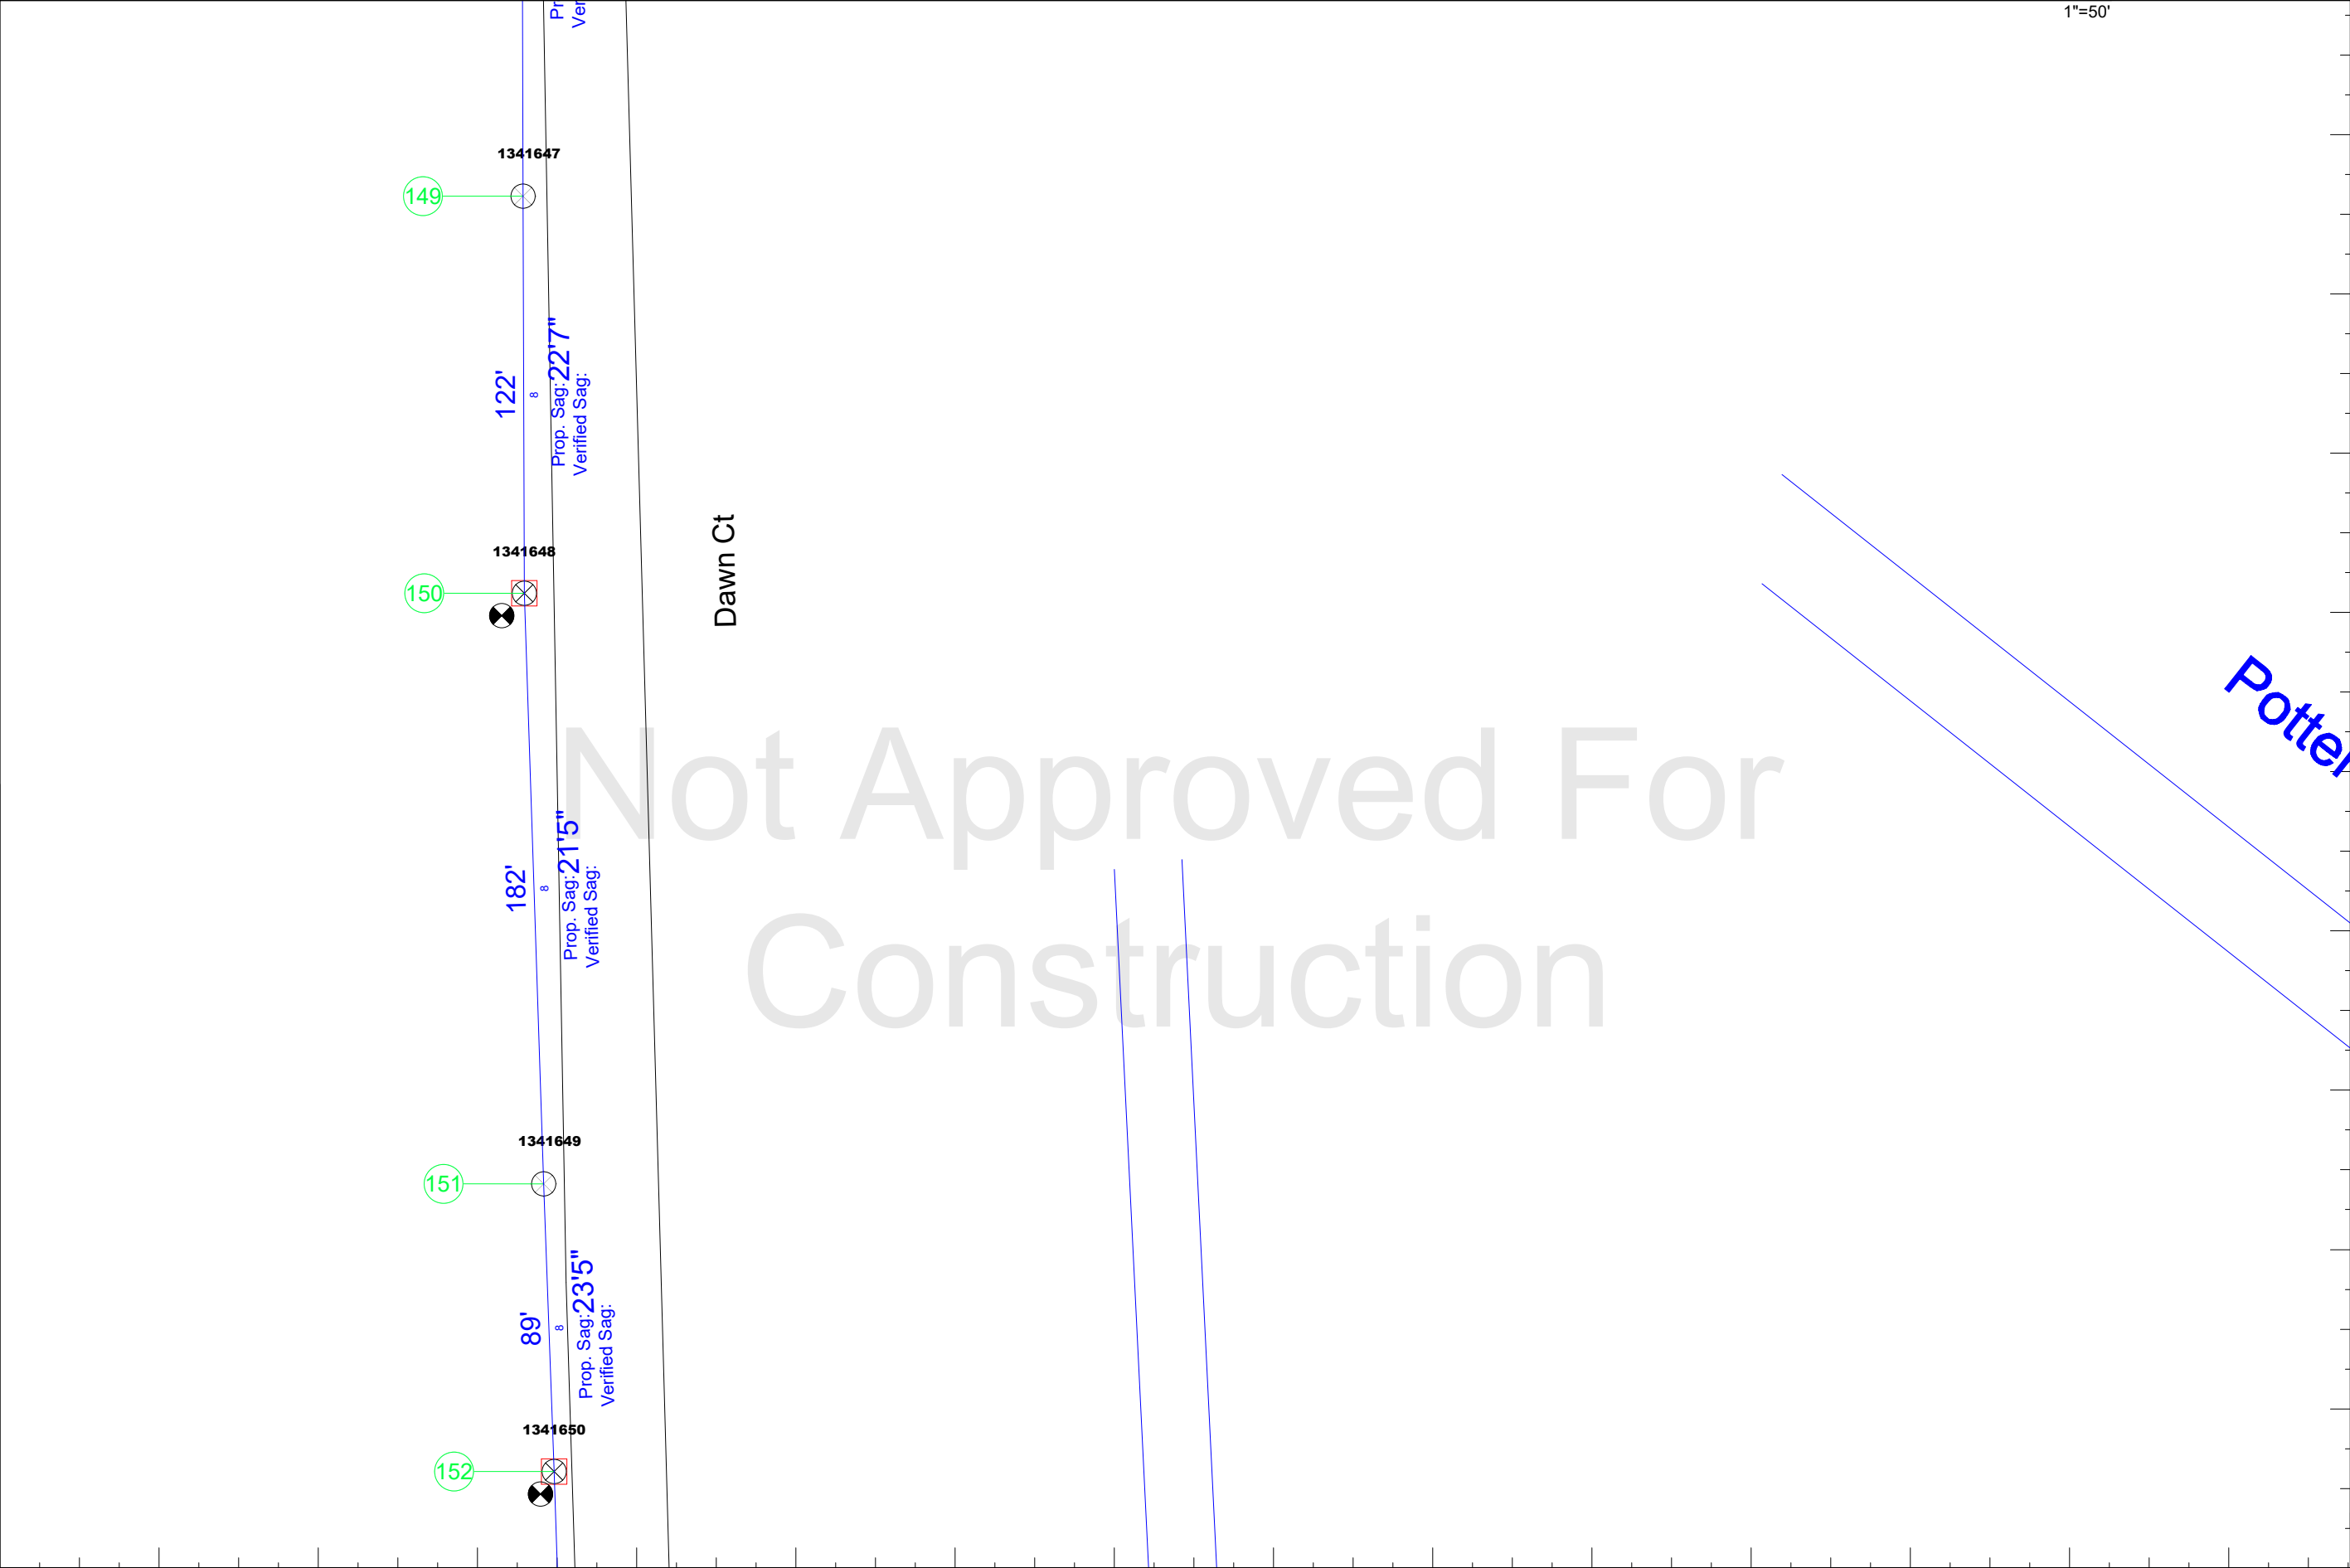 1"=50'
1341647
149
122'
8
Prop. Sag:22'7"
Verified Sag:
1341648
150
Dawn Ct
Not Approved For
Construction
182'
8
Prop. Sag:21'5"
Verified Sag:
1341649
151
89'
8
Prop. Sag:23'5"
Verified Sag:
1341650
152